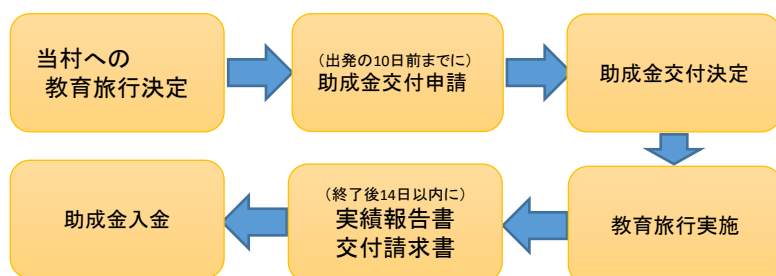 当村への
教育旅行決定
（出発の10日前までに）
助成金交付申請
助成金交付決定
教育旅行実施
（終了後14日以内に）
実績報告書
交付請求書
助成金入金